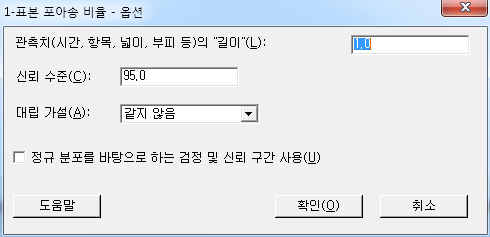 1-표본 포아송 비율 - 옵션
관측치(시간, 항목, 넓이, 부피 등)의 "길이"(L): 1,0
신뢰 수준(C): 95,0
대립 가설(A): 같지 않음
정규 분포를 바탕으로 하는 검정 및 신뢰 구간 사용(U)
도움말 확인(O) 취소